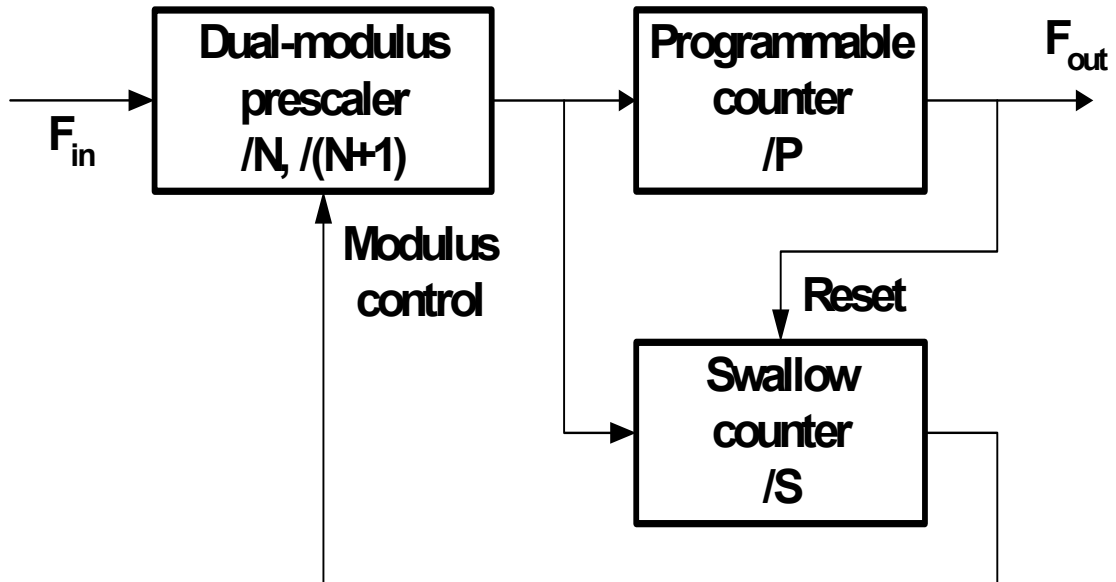 Dual-modulus
prescaler
/N, /(N+1)
Programmable
counter
/P
F_out
F_in
Modulus
control
Reset
Swallow
counter
/S